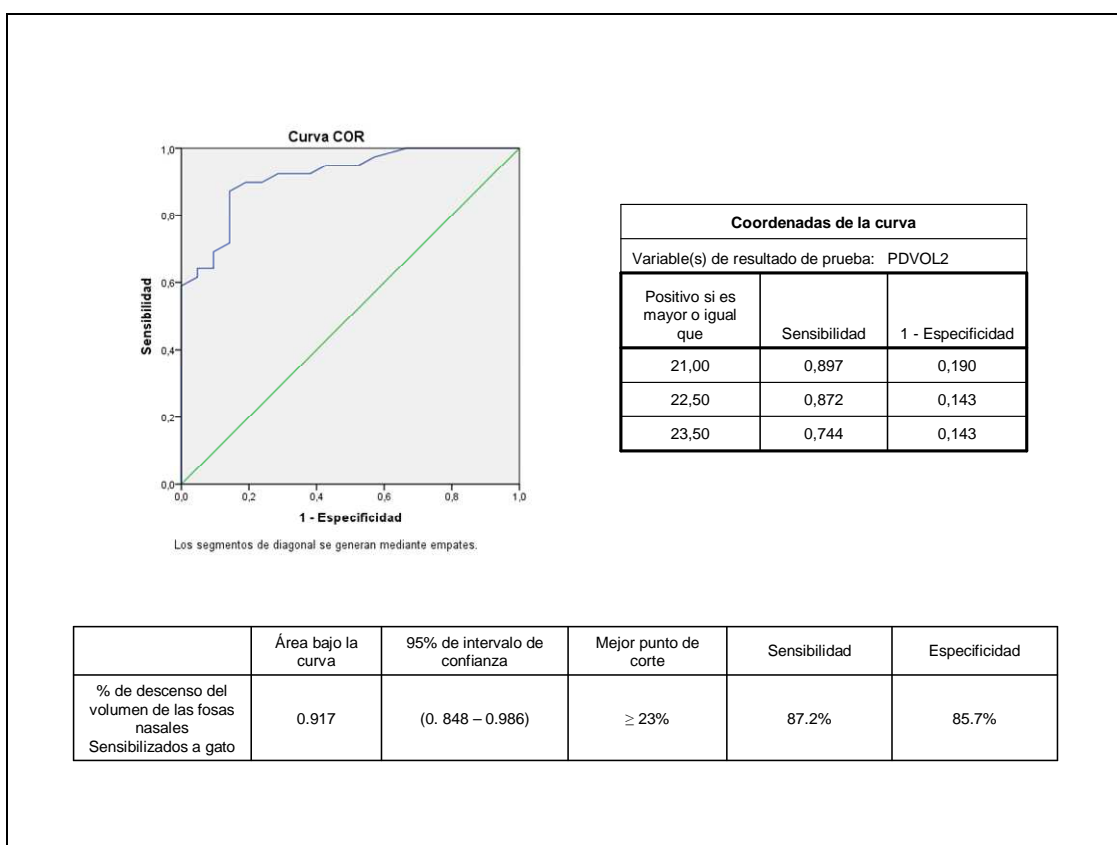 Curva COR
1,0
0,8
0,6
0,4
0,2
0,0
Sensibilidad
0,0 0,2 0,4 0,6 0,8 1,0
1 - Especificidad
Los segmentos de diagonal se generan mediante empates.
Coordenadas de la curva
Variable(s) de resultado de prueba: PDVOL2
Positivo si es
mayor o igual
que
Sensibilidad
1 - Especificidad
21,00 0,897 0,190
22,50 0,872 0,143
23,50 0,744 0,143
Área bajo la
curva
95% de intervalo de
confianza
Mejor punto de
corte
Sensibilidad
Especificidad
% de descenso del
volumen de las fosas
nasales
Sensibilizados a gato
0.917
(0. 848 – 0.986)
≥ 23%
87.2%
85.7%